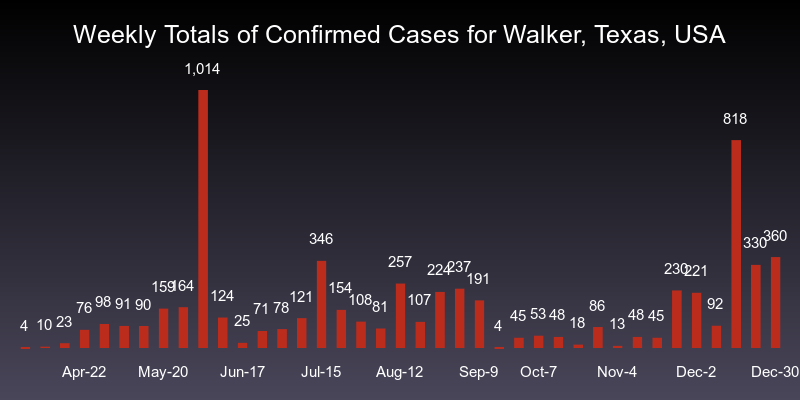 Weekly Totals of Confirmed Cases for Walker, Texas, USA
4 10 23 76 98 91 90 159 164 1,014 124 25 71 78 121 346 154 108 81 257 107 224 237 191 4 45 53 48 18 86 13 48 45 230 221 92 818 330 360
Apr-22 May-20 Jun-17 Jul-15 Aug-12 Sep-9 Oct-7 Nov-4 Dec-2 Dec-30